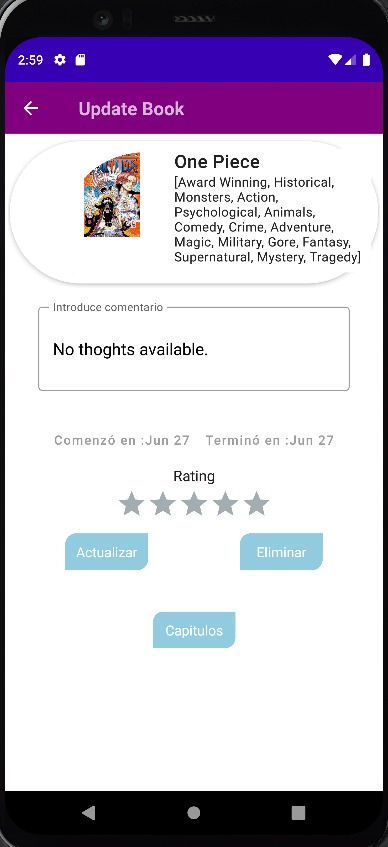 2:59
Update Book
One Piece
[Award Winning, Historical,
Monsters, Action,
Psychological, Animals,
Comedy, Crime, Adventure,
Magic, Military, Gore, Fantasy,
Supernatural, Mystery, Tragedy]
Introduce comentario
No thoghts available.
Comenzó en :Jun 27 Terminó en :Jun 27
Rating
Actualizar Eliminar
Capítulos